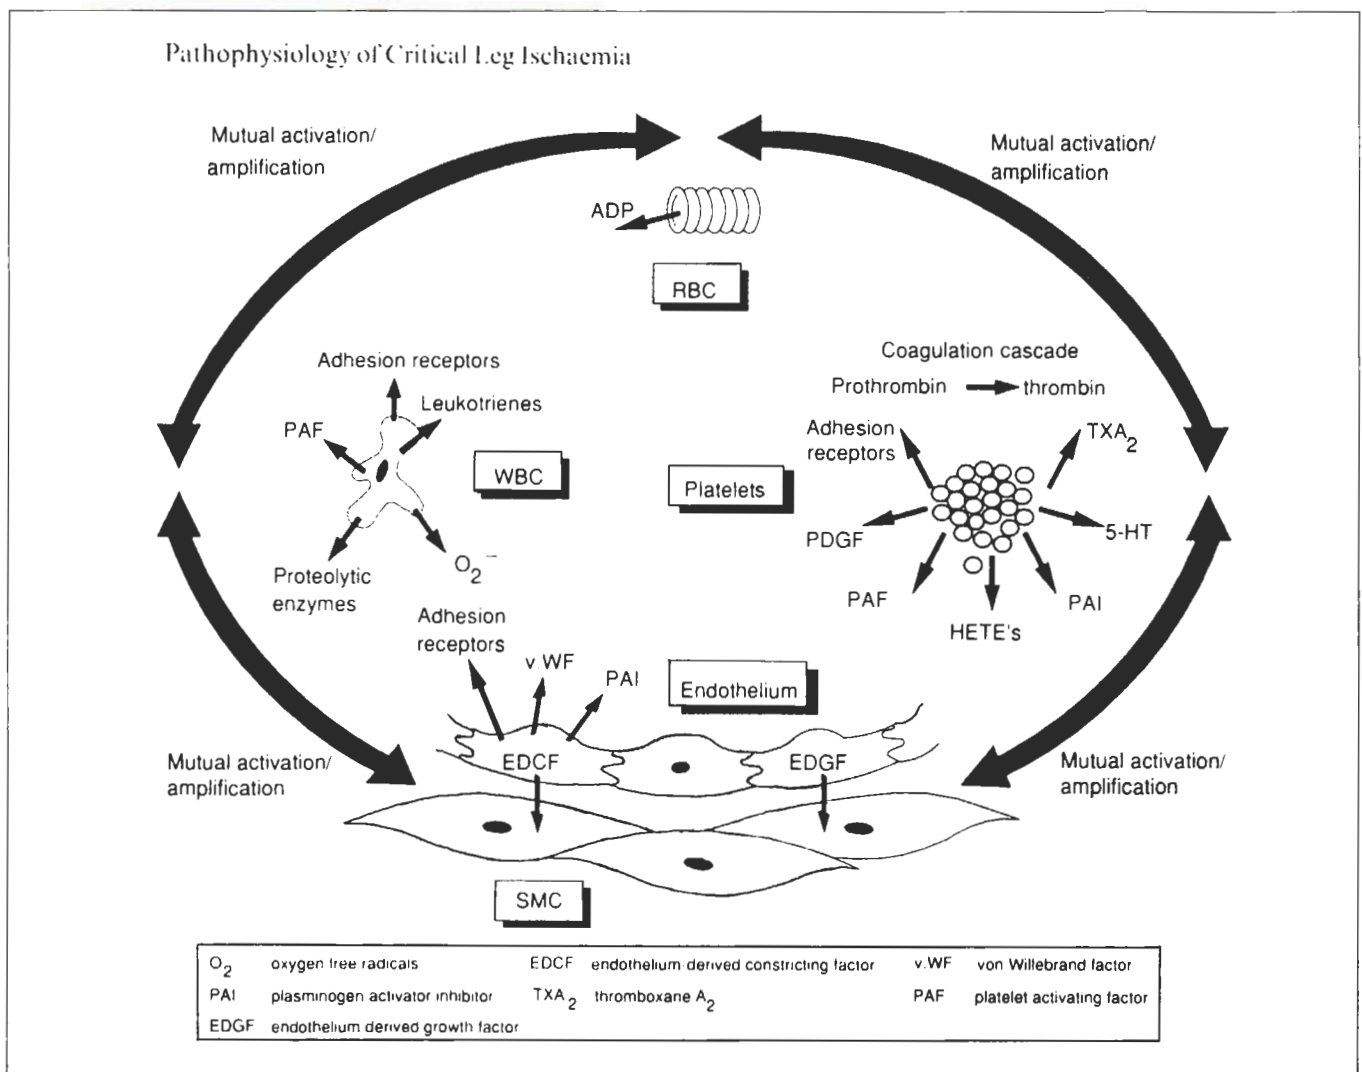 Pathophysiology of Critical Leg Ischaemia
Mutual activation/
amplification
Mutual activation/
amplification
ADP
RBC
Adhesion receptors
Leukotrienes
PAF
WBC
Proteolytic
enzymes
O2−
Coagulation cascade
Prothrombin thrombin
Adhesion
receptors
TXA2
Platelets
PDGF
5-HT
PAF
PAI
HETE's
Adhesion
receptors
v.WF
PAI
Endothelium
EDCF
EDGF
Mutual activation/
amplification
Mutual activation/
amplification
SMC
O2 oxygen free radicals
EDCF endothelium-derived constricting factor
v.WF von Willebrand factor
PAI plasminogen activator inhibitor
TXA2 thromboxane A2
PAF platelet activating factor
EDGF endothelium derived growth factor